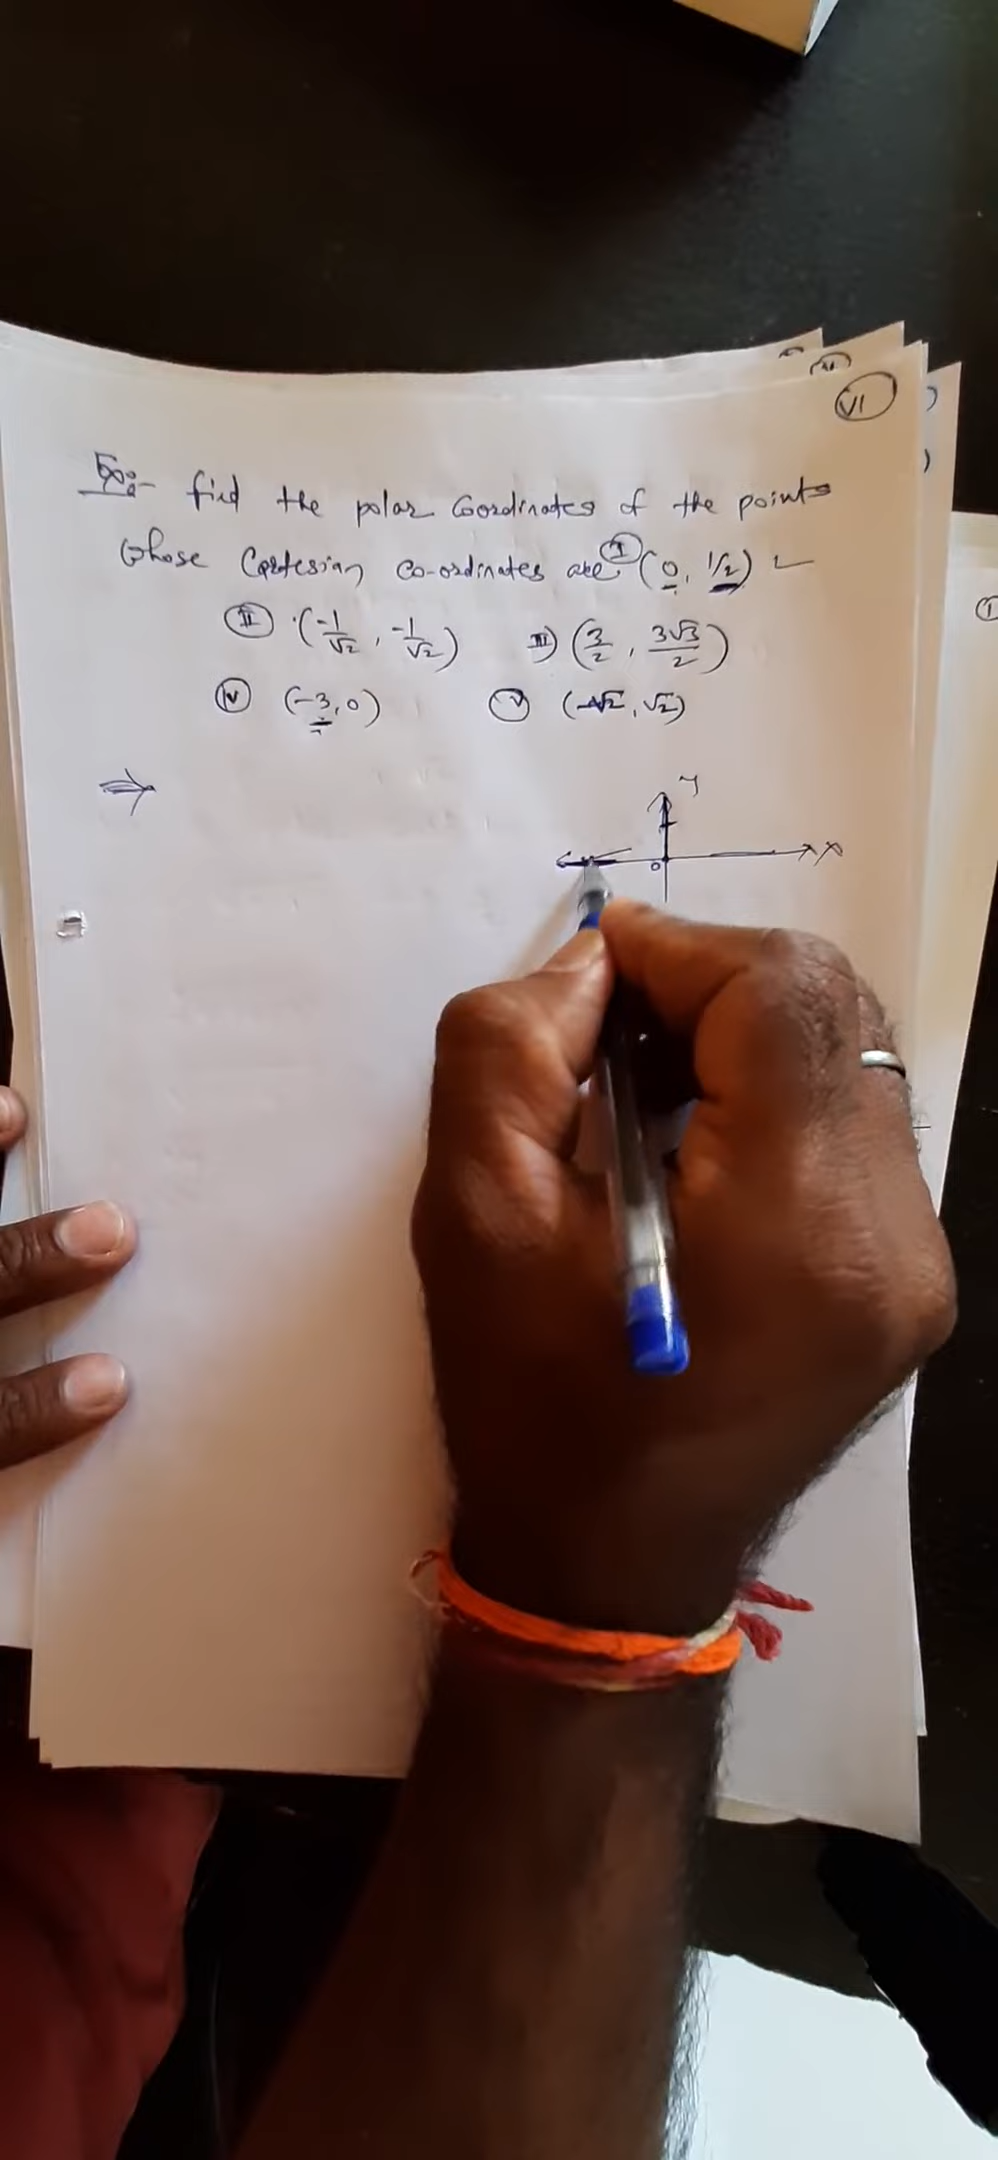 VI
Ex:- find the polar Coordinates of the points
whose Cartesian co-ordinates are (I) (0, 1/2)
(II) (-1/√2, -1/√2) III) (3/2, 3√3/2)
(IV) (-3,0) (V) (-√2, √2)
⇒ y
0 X